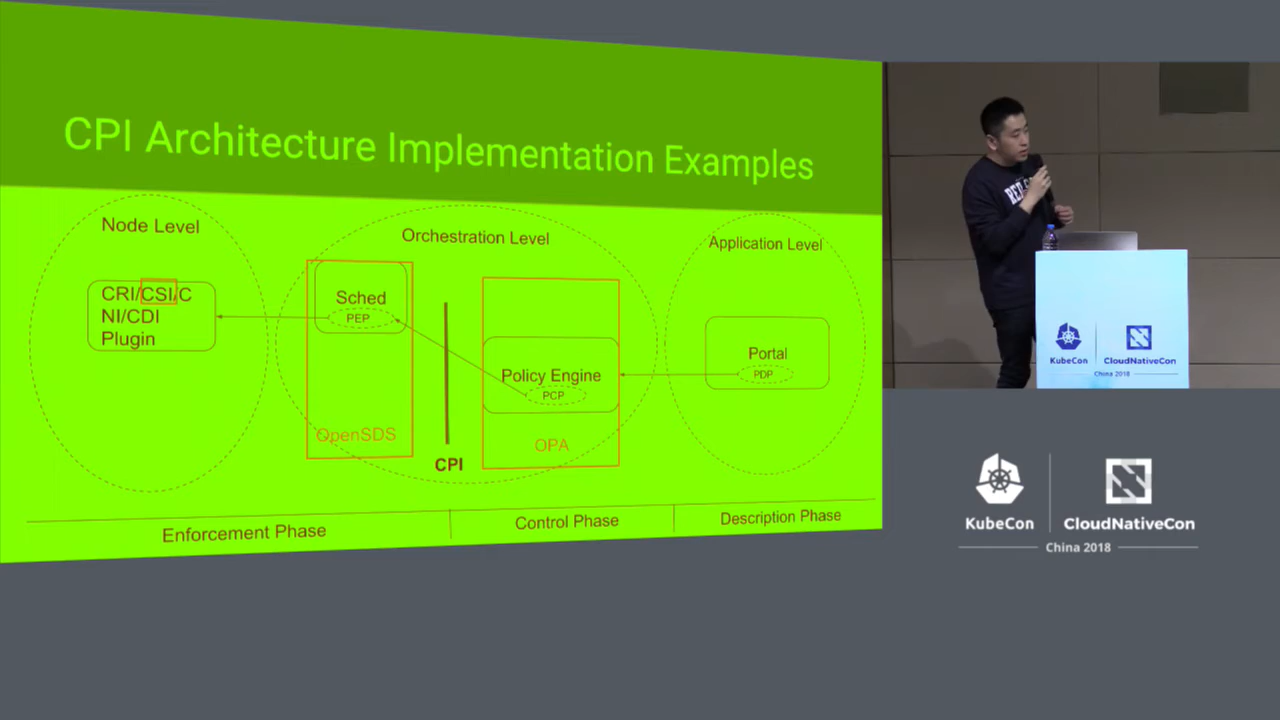 CPI Architecture Implementation Examples
Node Level
Orchestration Level
Application Level
CRI/CSI/C
NI/CDI
Plugin
Sched
PEP
OpenSDS
CPI
Policy Engine
PCP
OPA
Portal
PDP
Enforcement Phase
Control Phase
Description Phase
KubeCon
CloudNativeCon
China 2018
KubeCon
CloudNativeCon
China 2018